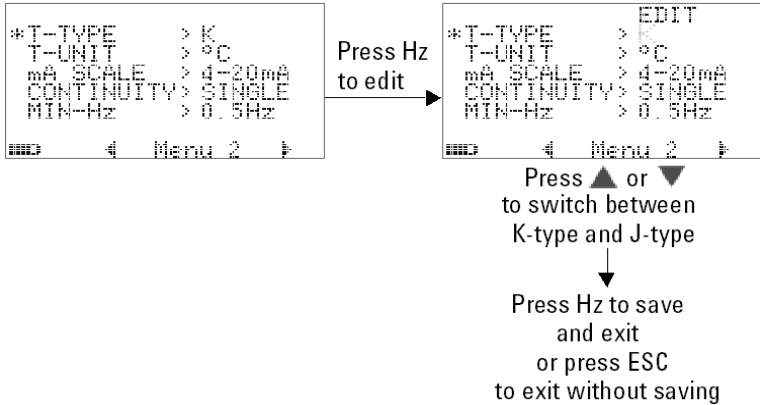 *T-TYPE > K
T-UNIT > °C
mA SCALE > 4-20mA
CONTINUITY> SINGLE
MIN-Hz > 0.5Hz
Menu 2
Press Hz
to edit
EDIT
*T-TYPE > K
T-UNIT > °C
mA SCALE > 4-20mA
CONTINUITY> SINGLE
MIN-Hz > 0.5Hz
Menu 2
Press ▲ or ▼
to switch between
K-type and J-type
Press Hz to save
and exit
or press ESC
to exit without saving